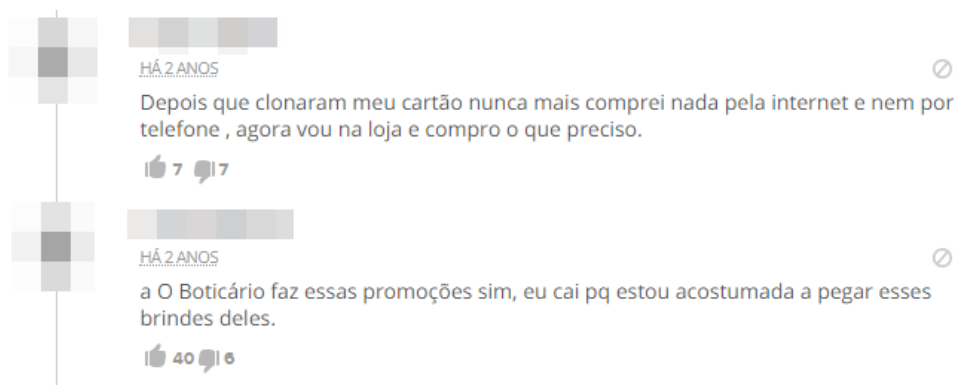 HÁ 2 ANOS
Depois que clonaram meu cartão nunca mais comprei nada pela internet e nem por
telefone , agora vou na loja e compro o que preciso.
7 7
HÁ 2 ANOS
a O Boticário faz essas promoções sim, eu cai pq estou acostumada a pegar esses
brindes deles.
40 6